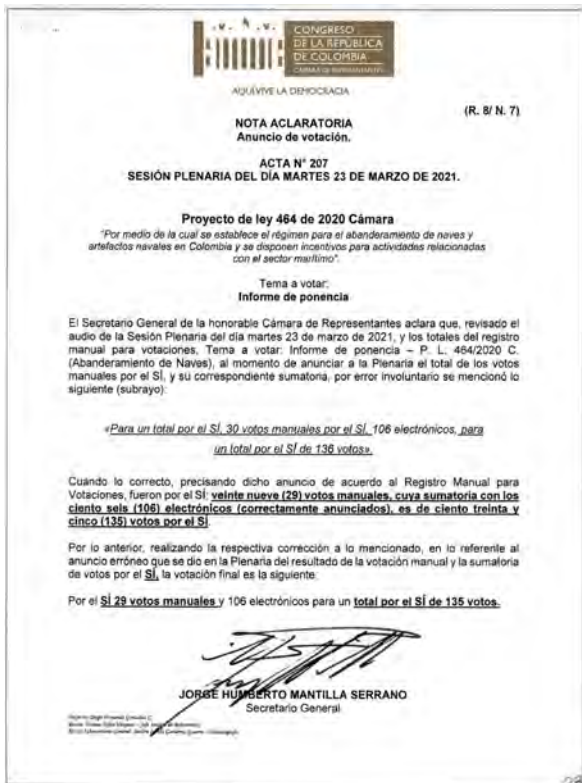 CONGRESO
DE LA REPÚBLICA
DE COLOMBIA
CÁMARA DE REPRESENTANTES
AQUÍ VIVE LA DEMOCRACIA
(R. 8/ N. 7)
NOTA ACLARATORIA
Anuncio de votación.
ACTA N° 207
SESIÓN PLENARIA DEL DÍA MARTES 23 DE MARZO DE 2021.
Proyecto de ley 464 de 2020 Cámara
"Por medio de la cual se establece el régimen para el abanderamiento de naves y
artefactos navales en Colombia y se disponen incentivos para actividades relacionadas
con el sector marítimo".
Tema a votar:
Informe de ponencia
El Secretario General de la honorable Cámara de Representantes aclara que, revisado el
audio de la Sesión Plenaria del día martes 23 de marzo de 2021, y los totales del registro
manual para votaciones, Tema a votar: Informe de ponencia – P. L. 464/2020 C.
(Abanderamiento de Naves), al momento de anunciar a la Plenaria el total de los votos
manuales por el SÍ, y su correspondiente sumatoria, por error involuntario se mencionó lo
siguiente (subrayo):
«Para un total por el SÍ, 30 votos manuales por el SÍ, 106 electrónicos, para
un total por el SÍ de 136 votos».
Cuándo lo correcto, precisando dicho anuncio de acuerdo al Registro Manual para
Votaciones, fueron por el SÍ: veinte nueve (29) votos manuales, cuya sumatoria con los
ciento seis (106) electrónicos (correctamente anunciados), es de ciento treinta y
cinco (135) votos por el SÍ.
Por lo anterior, realizando la respectiva corrección a lo mencionado, en lo referente al
anuncio erróneo que se dio en la Plenaria del resultado de la votación manual y la sumatoria
de votos por el SÍ, la votación final es la siguiente:
Por el SÍ 29 votos manuales y 106 electrónicos para un total por el SÍ de 135 votos.
JORGE HUMBERTO MANTILLA SERRANO
Secretario General